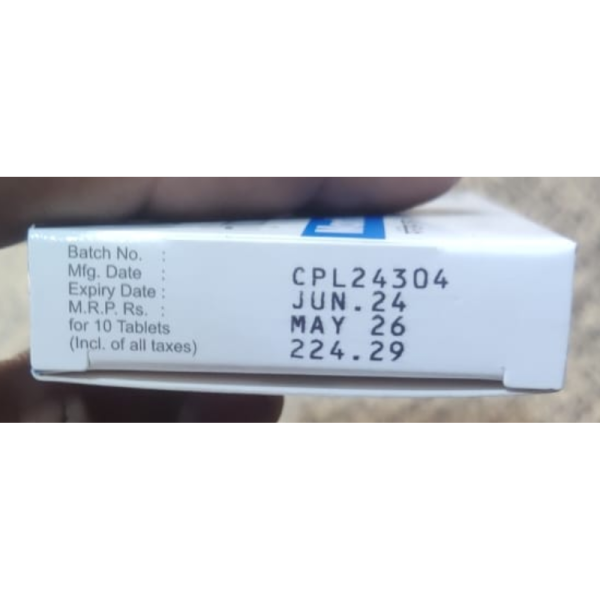 Batch No. :
Mfg. Date :
Expiry Date :
M.R.P. Rs. :
for 10 Tablets
(Incl. of all taxes)
CPL24304
JUN.24
MAY 26
224.29